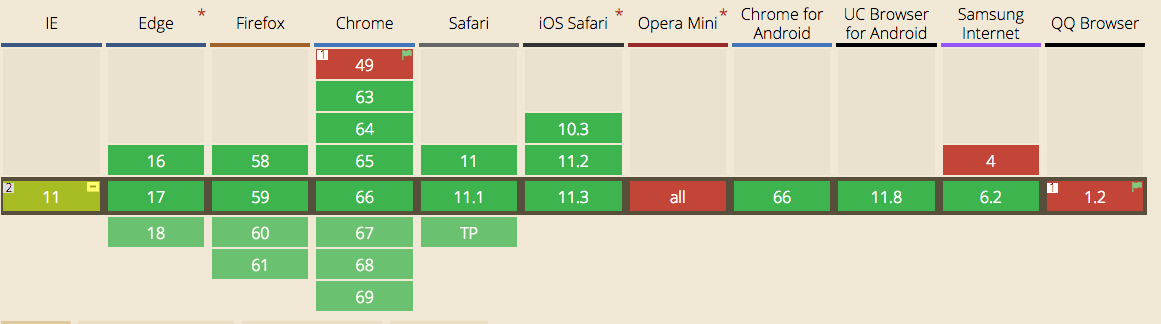 IE Edge * Firefox Chrome Safari iOS Safari * Opera Mini * Chrome for Android UC Browser for Android Samsung Internet QQ Browser
1 49
63
64 10.3
16 58 65 11 11.2 4
2 11 17 59 66 11.1 11.3 all 66 11.8 6.2 1 1.2
18 60 67 TP
61 68
69